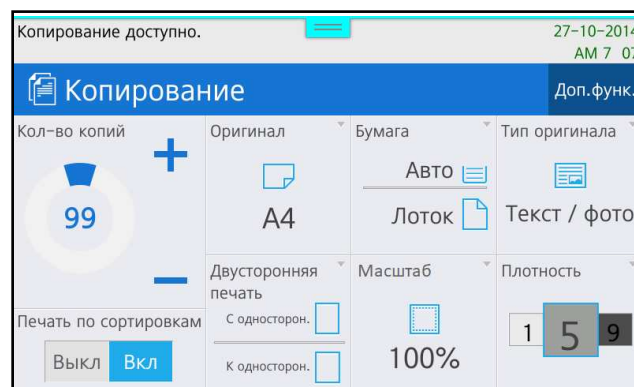 Копирование доступно.
27-10-2014
AM 7 07
Копирование
Доп.функ.
Кол-во копий
99
Печать по сортировкам
Выкл Вкл
Оригинал
A4
Бумага
Авто
Лоток
Тип оригинала
Текст / фото
Двусторонняя
печать
С односторон.
К односторон.
Масштаб
100%
Плотность
1 5 9